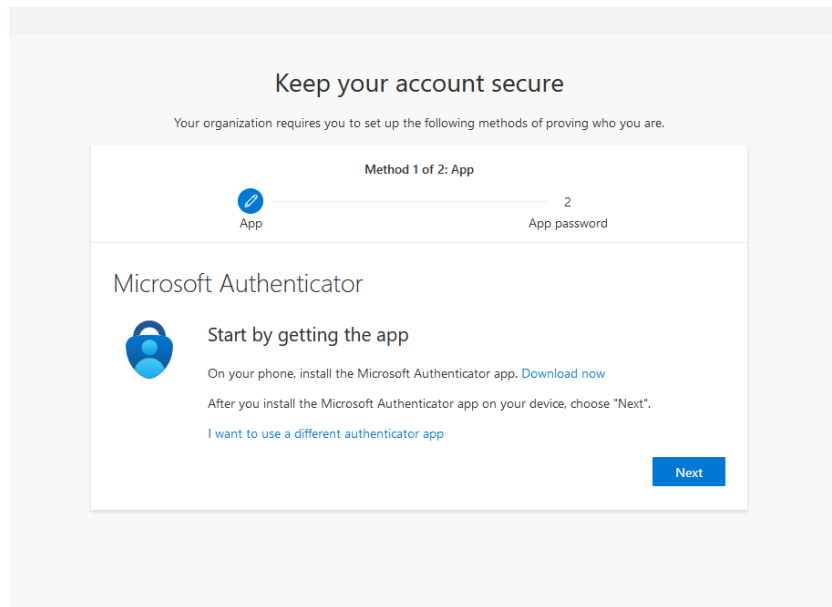 Keep your account secure
Your organization requires you to set up the following methods of proving who you are.
Method 1 of 2: App
App
2
App password
Microsoft Authenticator
Start by getting the app
On your phone, install the Microsoft Authenticator app. Download now
After you install the Microsoft Authenticator app on your device, choose "Next".
I want to use a different authenticator app
Next